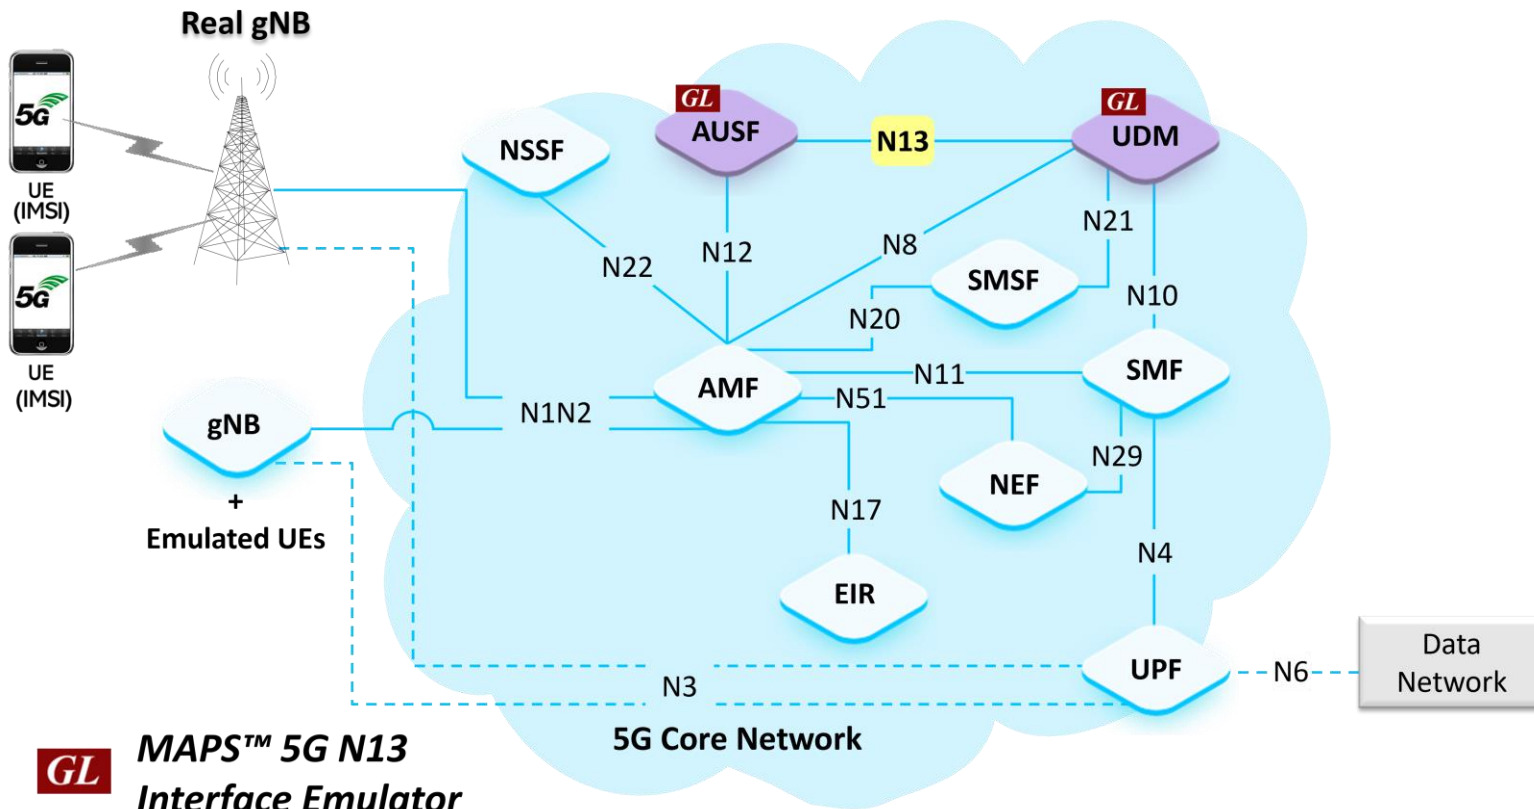 Real gNB
5G
UE
(IMSI)
5G
UE
(IMSI)
gNB
+
Emulated UEs
NSSF
GL
AUSF
N13
GL
UDM
N22
N12
N8
N21
SMSF
N20
N10
AMF
N11
SMF
N1N2
N51
N29
NEF
N17
N4
EIR
UPF
N6
Data
Network
N3
5G Core Network
GL
MAPS™ 5G N13
Interface Emulator